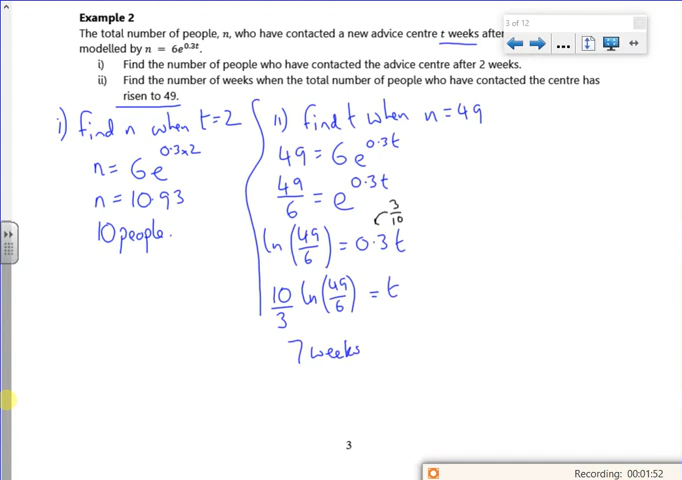 Example 2
The total number of people, n, who have contacted a new advice centre t weeks after
modelled by n = 6e^0.3t.
i) Find the number of people who have contacted the advice centre after 2 weeks.
ii) Find the number of weeks when the total number of people who have contacted the centre has
risen to 49.
i) Find n when t=2
n = 6e^0.3×2
n = 10.93
10 people.
ii) Find t when n=49
49 = 6e^0.3t
49/6 = e^0.3t
3/10
ln(49/6) = 0.3t
10/3 ln(49/6) = t
7 weeks
3
3 of 12
...
Recording: 00:01:52